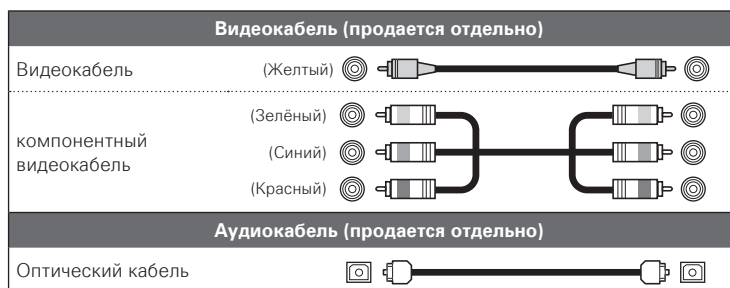 Видеокабель (продается отдельно)
Видеокабель (Желтый)
(Зелёный)
компонентный
видеокабель
(Синий)
(Красный)
Аудиокабель (продается отдельно)
Оптический кабель